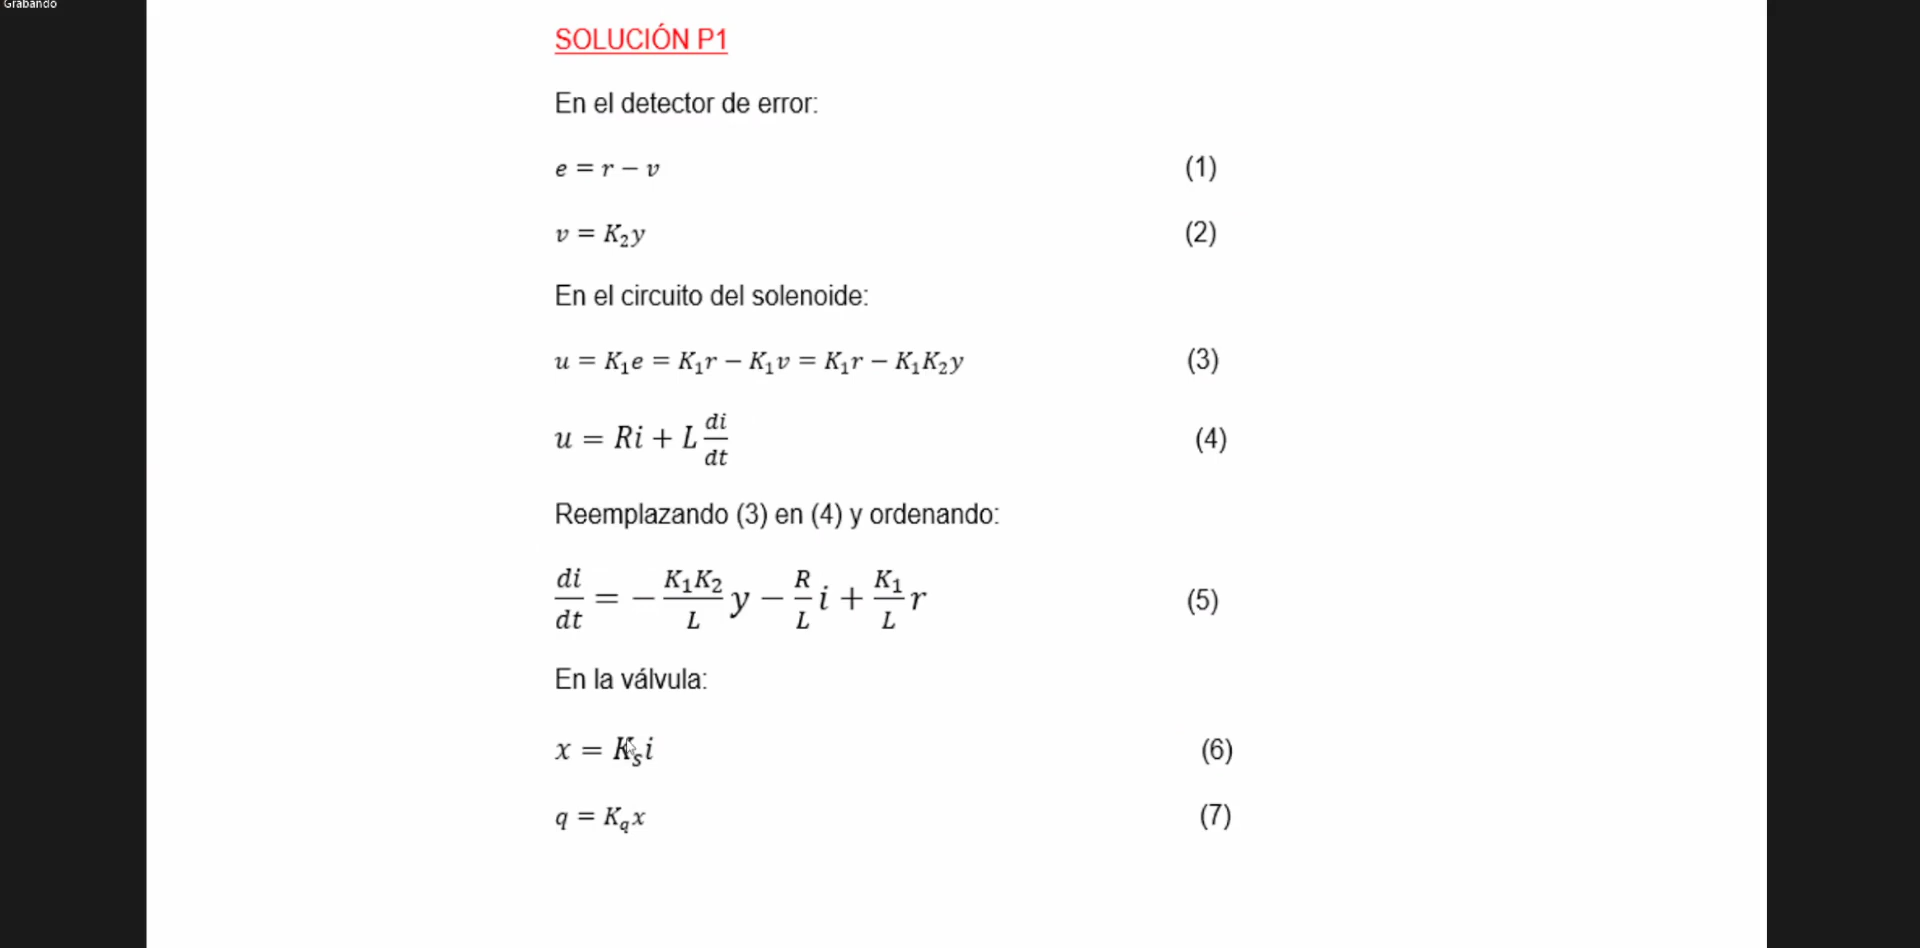 Grabando
SOLUCIÓN P1
En el detector de error:
e = r − v (1)
v = K₂y (2)
En el circuito del solenoide:
u = K₁e = K₁r − K₁v = K₁r − K₁K₂y (3)
u = Ri + L di/dt (4)
Reemplazando (3) en (4) y ordenando:
di/dt = − K₁K₂/L y − R/L i + K₁/L r (5)
En la válvula:
x = Kₛi (6)
q = K_q x (7)